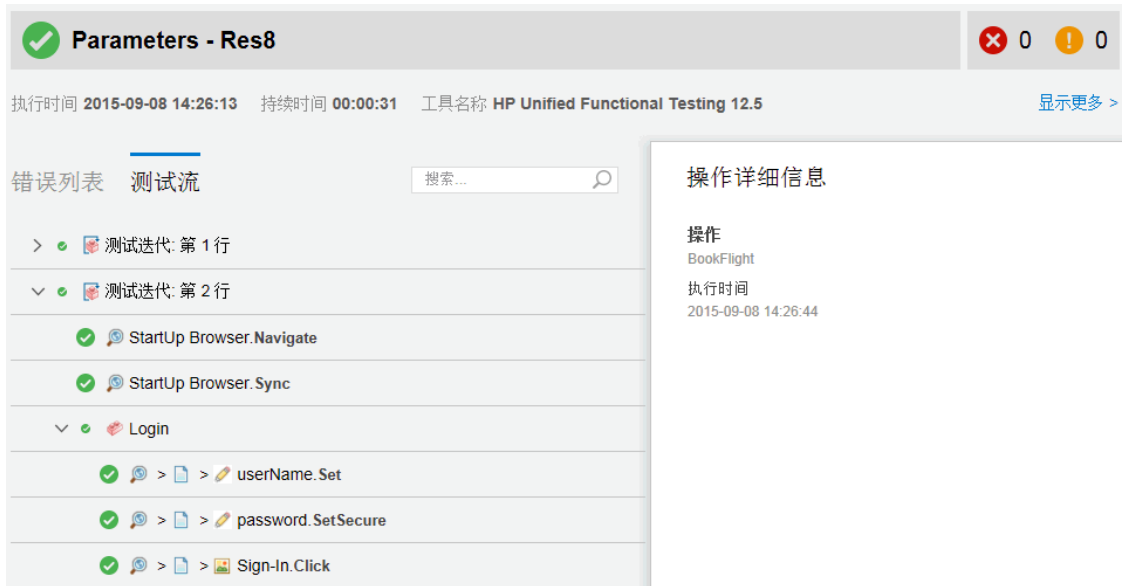 Parameters - Res8
0
0
执行时间 2015-09-08 14:26:13 持续时间 00:00:31 工具名称 HP Unified Functional Testing 12.5
显示更多 >
错误列表 测试流
搜索...
测试迭代: 第 1 行
测试迭代: 第 2 行
StartUp Browser.Navigate
StartUp Browser.Sync
Login
> > userName.Set
> > password.SetSecure
> > Sign-In.Click
操作详细信息
操作
BookFlight
执行时间
2015-09-08 14:26:44